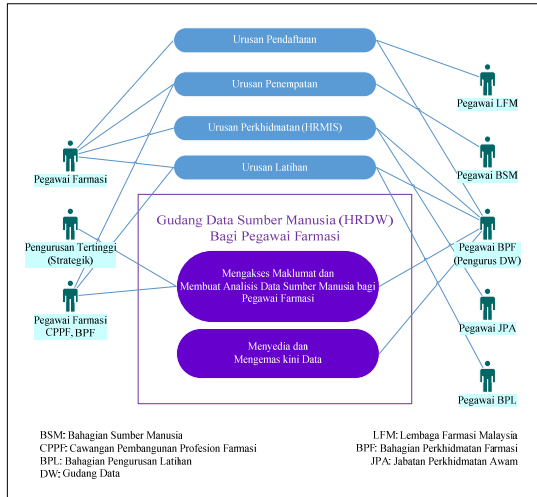 Urusan Pendaftaran
Urusan Penempatan
Urusan Perkhidmatan (HRMIS)
Urusan Latihan
Gudang Data Sumber Manusia (HRDW)
Bagi Pegawai Farmasi
Mengakses Maklumat dan
Membuat Analisis Data Sumber Manusia bagi
Pegawai Farmasi
Menyedia dan
Mengemas kini Data
Pegawai Farmasi
Pengurusan Tertinggi
(Strategik)
Pegawai Farmasi
CPPF, BPF
Pegawai LFM
Pegawai BSM
Pegawai BPF
(Pengurus DW)
Pegawai JPA
Pegawai BPL
BSM: Bahagian Sumber Manusia
CPPF: Cawangan Pembangunan Profesion Farmasi
BPL: Bahagian Pengurusan Latihan
DW: Gudang Data
LFM: Lembaga Farmasi Malaysia
BPF: Bahagian Perkhidmatan Farmasi
JPA: Jabatan Perkhidmatan Awam